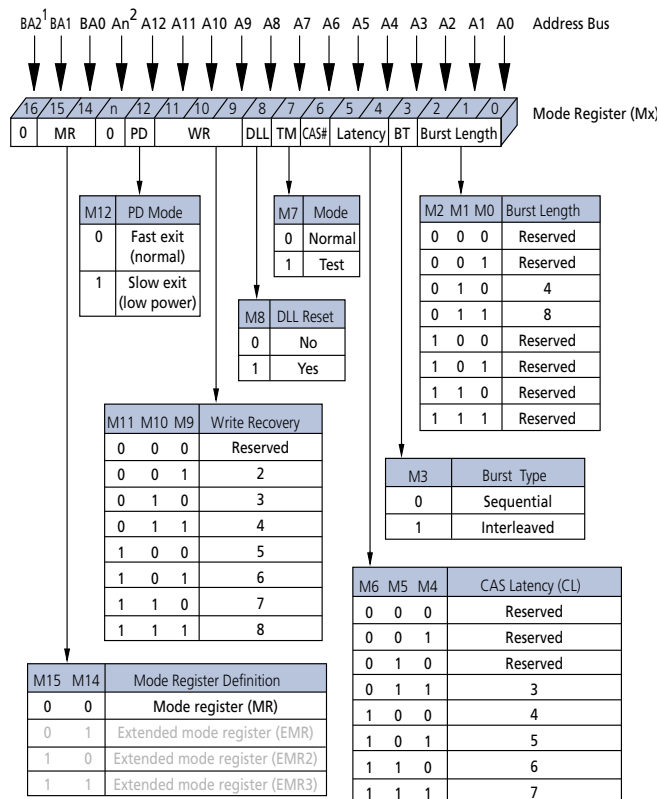 BA2¹ BA1 BA0 An² A12 A11 A10 A9 A8 A7 A6 A5 A4 A3 A2 A1 A0 Address Bus
16 15 14 n 12 11 10 9 8 7 6 5 4 3 2 1 0 Mode Register (Mx)
0 MR 0 PD WR DLL TM CAS# Latency BT Burst Length
M12 PD Mode
0 Fast exit
(normal)
1 Slow exit
(low power)
M7 Mode
0 Normal
1 Test
M2 M1 M0 Burst Length
0 0 0 Reserved
0 0 1 Reserved
0 1 0 4
0 1 1 8
1 0 0 Reserved
1 0 1 Reserved
1 1 0 Reserved
1 1 1 Reserved
M8 DLL Reset
0 No
1 Yes
M11 M10 M9 Write Recovery
0 0 0 Reserved
0 0 1 2
0 1 0 3
0 1 1 4
1 0 0 5
1 0 1 6
1 1 0 7
1 1 1 8
M3 Burst Type
0 Sequential
1 Interleaved
M6 M5 M4 CAS Latency (CL)
0 0 0 Reserved
0 0 1 Reserved
0 1 0 Reserved
0 1 1 3
1 0 0 4
1 0 1 5
1 1 0 6
1 1 1 7
M15 M14 Mode Register Definition
0 0 Mode register (MR)
0 1 Extended mode register (EMR)
1 0 Extended mode register (EMR2)
1 1 Extended mode register (EMR3)